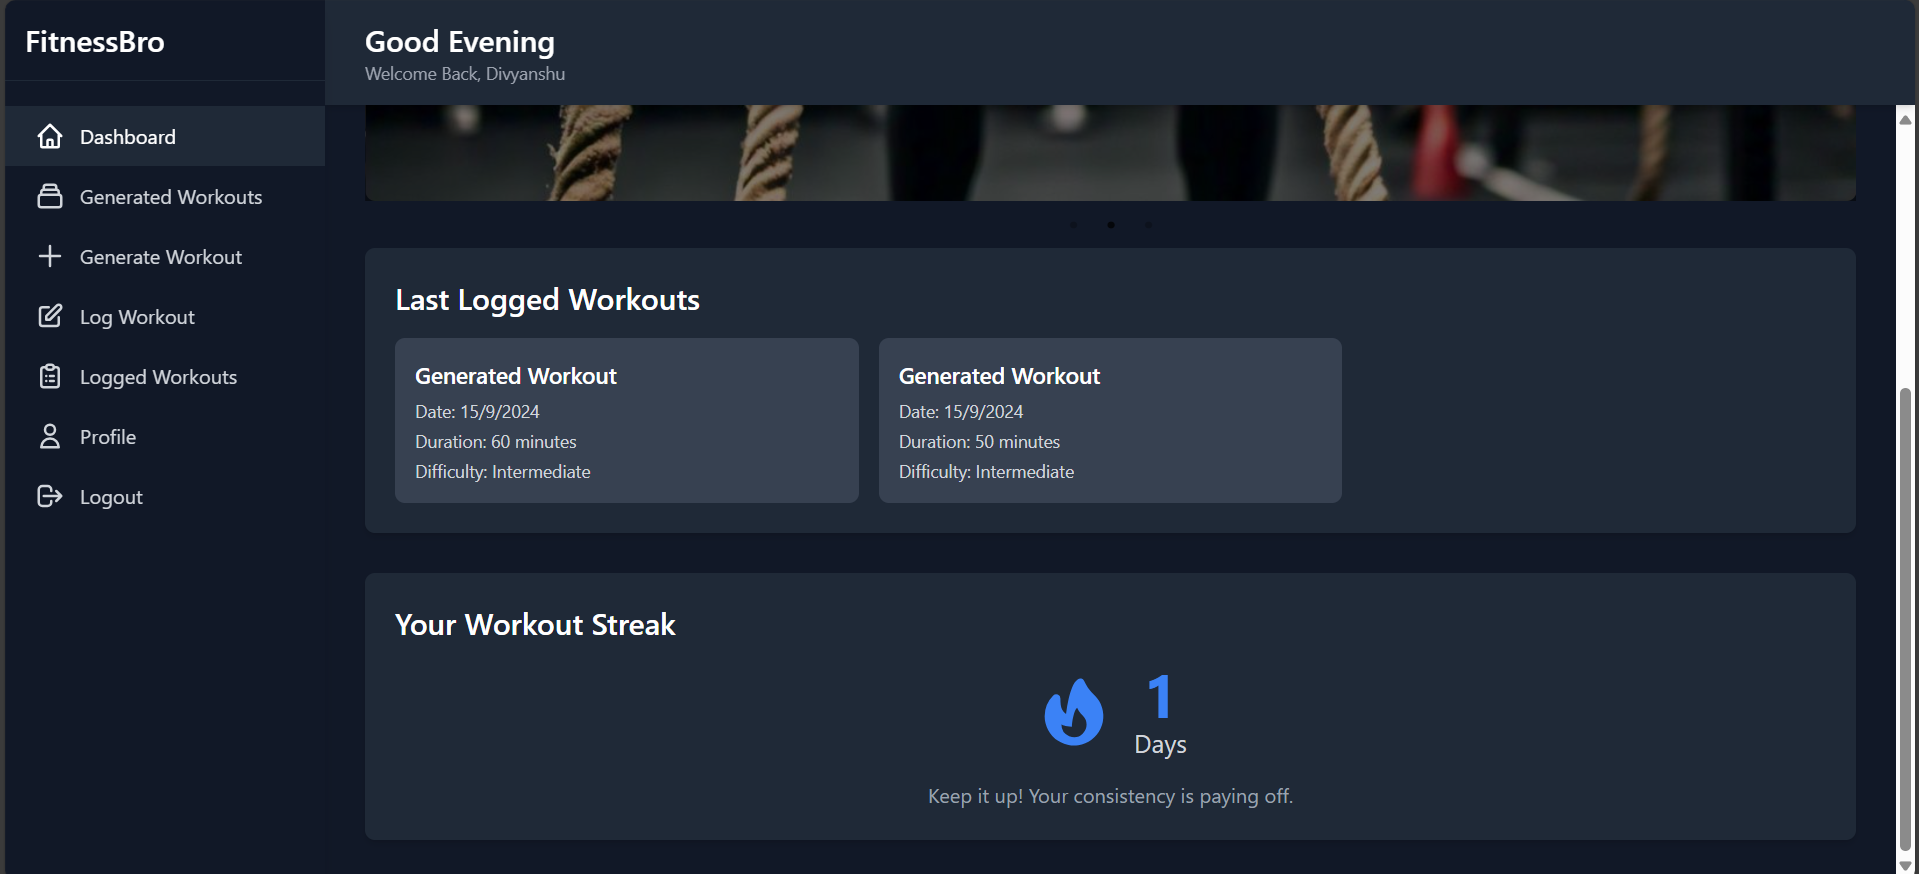 FitnessBro
Good Evening
Welcome Back, Divyanshu
Dashboard
Generated Workouts
Generate Workout
Log Workout
Logged Workouts
Profile
Logout
Last Logged Workouts
Generated Workout
Date: 15/9/2024
Duration: 60 minutes
Difficulty: Intermediate
Generated Workout
Date: 15/9/2024
Duration: 50 minutes
Difficulty: Intermediate
Your Workout Streak
1
Days
Keep it up! Your consistency is paying off.